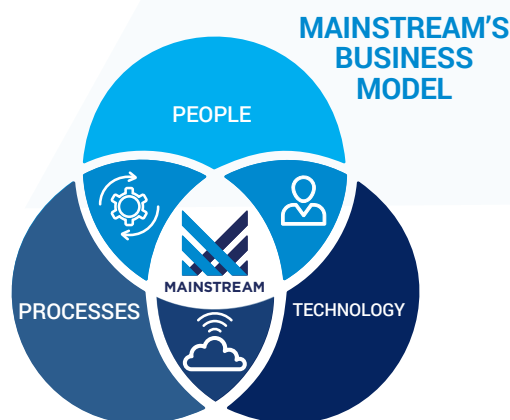 MAINSTREAM'S
BUSINESS
MODEL
PEOPLE
MAINSTREAM
PROCESSES
TECHNOLOGY